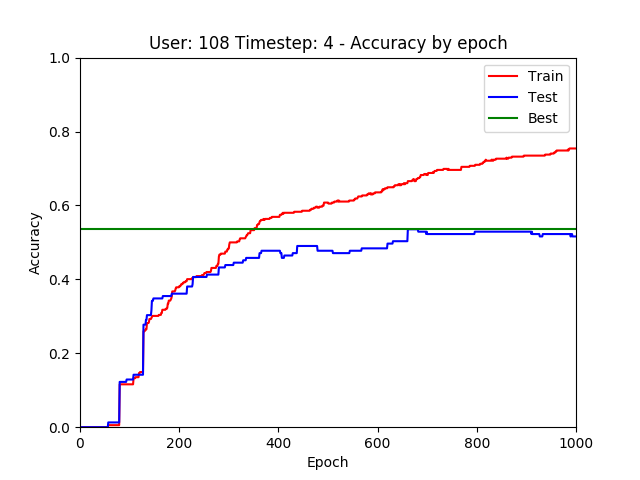 User: 108 Timestep: 4 - Accuracy by epoch
1.0
0.8
0.6
0.4
0.2
0.0
Accuracy
Train
Test
Best
0 200 400 600 800 1000
Epoch